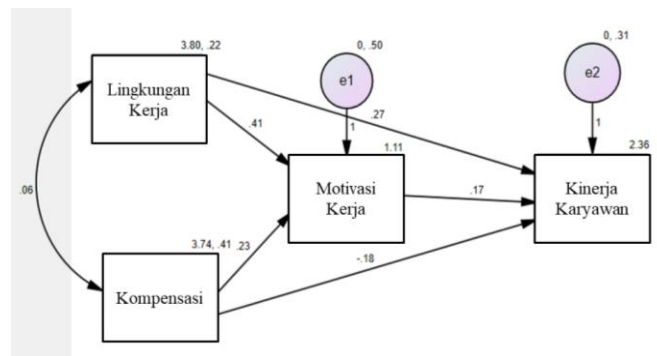 3.80, .22
0, .50
0, .31
Lingkungan
Kerja
e1
e2
.27
1
1
.41
1.11
2.36
Motivasi
Kerja
.17
Kinerja
Karyawan
.06
3.74, .41
.23
-.18
Kompensasi